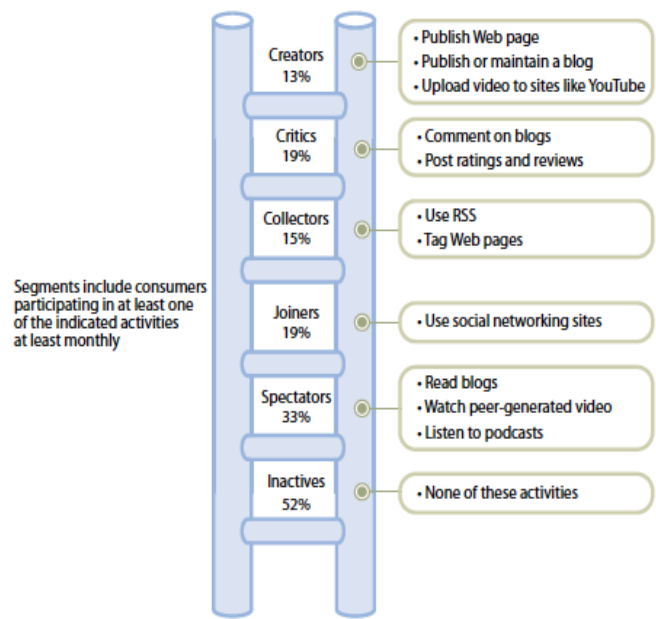 Creators
13%
• Publish Web page
• Publish or maintain a blog
• Upload video to sites like YouTube
Critics
19%
• Comment on blogs
• Post ratings and reviews
Collectors
15%
• Use RSS
• Tag Web pages
Segments include consumers
participating in at least one
of the indicated activities
at least monthly
Joiners
19%
• Use social networking sites
Spectators
33%
• Read blogs
• Watch peer-generated video
• Listen to podcasts
Inactives
52%
• None of these activities